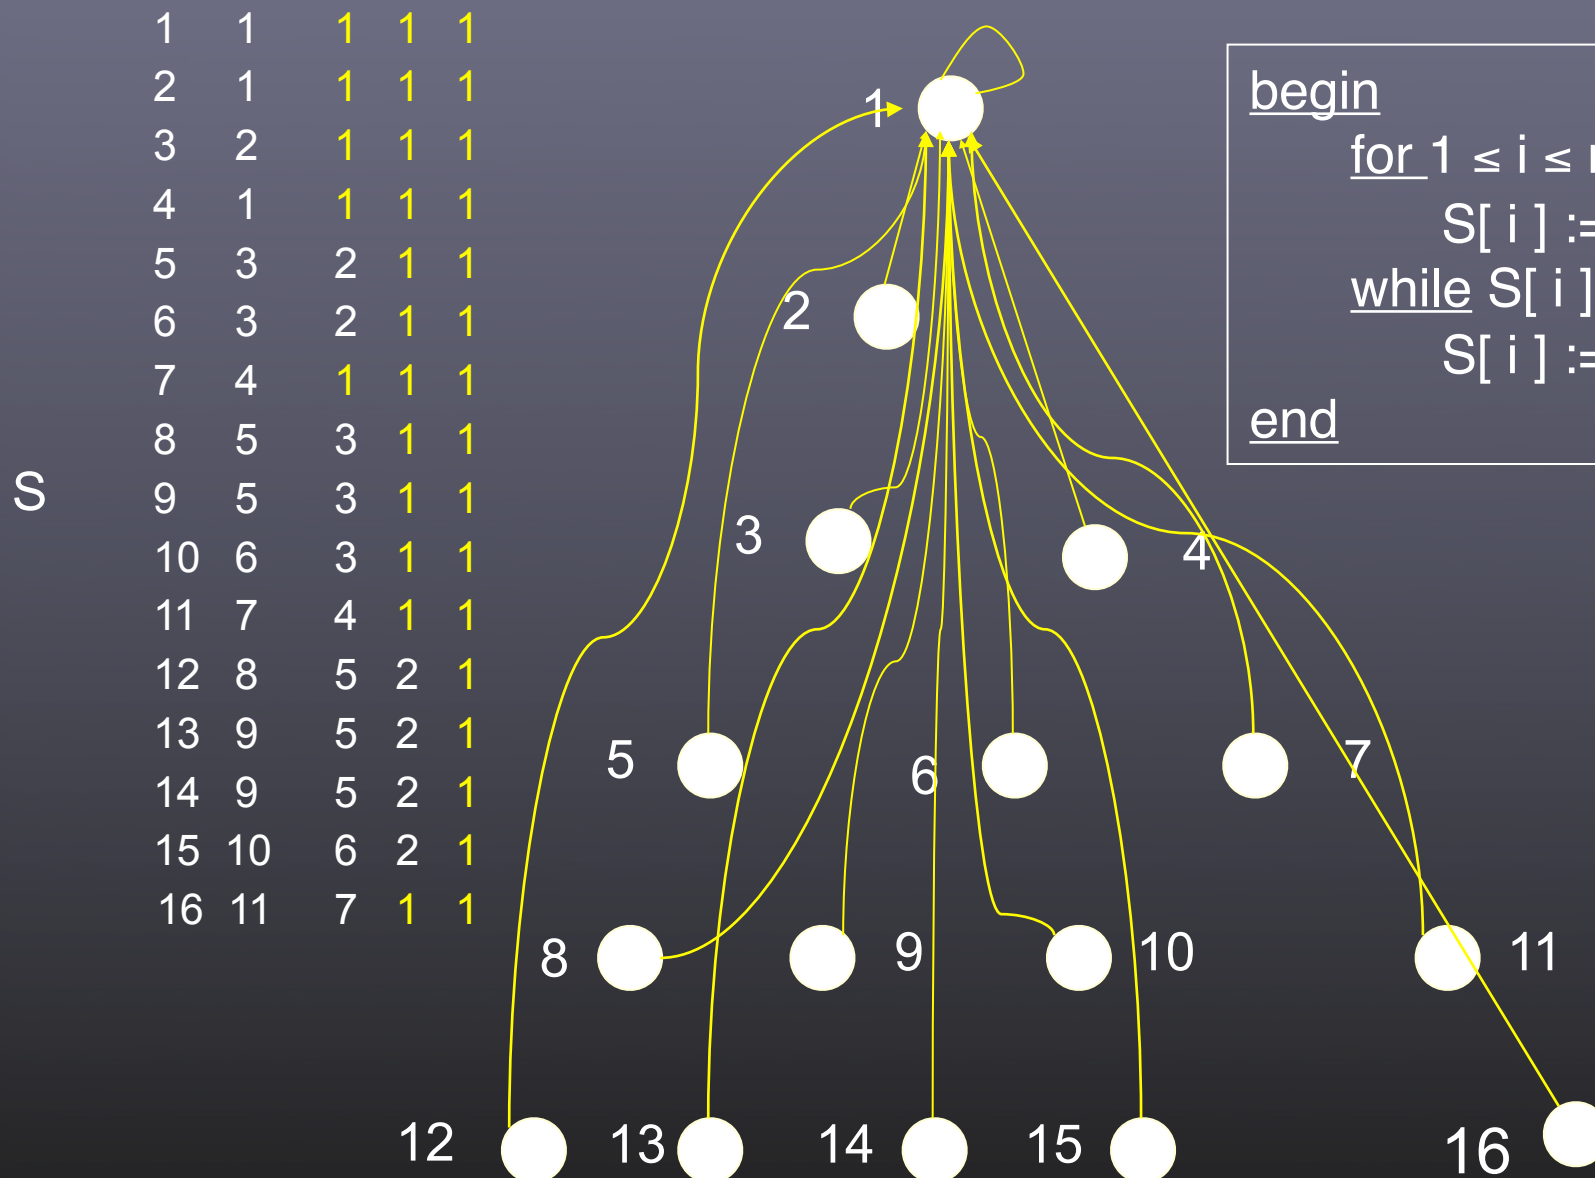 1 1 1 1 1
2 1 1 1 1
3 2 1 1 1
4 1 1 1 1
5 3 2 1 1
6 3 2 1 1
7 4 1 1 1
8 5 3 1 1
S
9 5 3 1 1
10 6 3 1 1
11 7 4 1 1
12 8 5 2 1
13 9 5 2 1
14 9 5 2 1
15 10 6 2 1
16 11 7 1 1
1
2
3
4
5
6
7
8
9
10
11
12
13
14
15
16
begin
for 1 ≤ i ≤
S[ i ] :=
while S[ i ]
S[ i ] :=
end